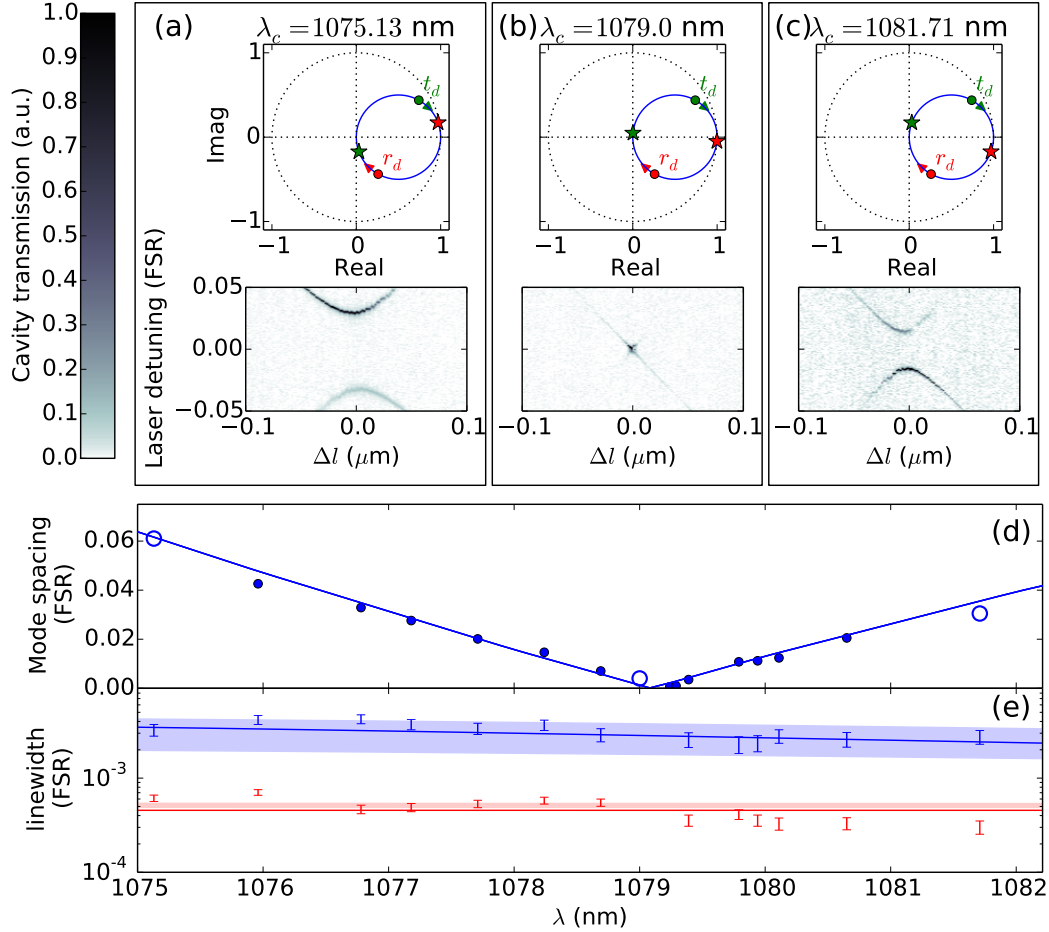 (a)
λc =1075.13 nm
(b)
λc =1079.0 nm
(c)
λc =1081.71 nm
Cavity transmission (a.u.)
1.0
0.9
0.8
0.7
0.6
0.5
0.4
0.3
0.2
0.1
0.0
Imag
1
0
−1
td
rd
−1 0 1
Real
td
rd
−1 0 1
Real
td
rd
−1 0 1
Real
Laser detuning (FSR)
0.05
0.00
−0.05
−0.1 0.0 0.1
Δl (μm)
−0.1 0.0 0.1
Δl (μm)
−0.1 0.0 0.1
Δl (μm)
(d)
Mode spacing
(FSR)
0.06
0.04
0.02
0.00
(e)
linewidth
(FSR)
10⁻³
10⁻⁴
1075 1076 1077 1078 1079 1080 1081 1082
λ (nm)